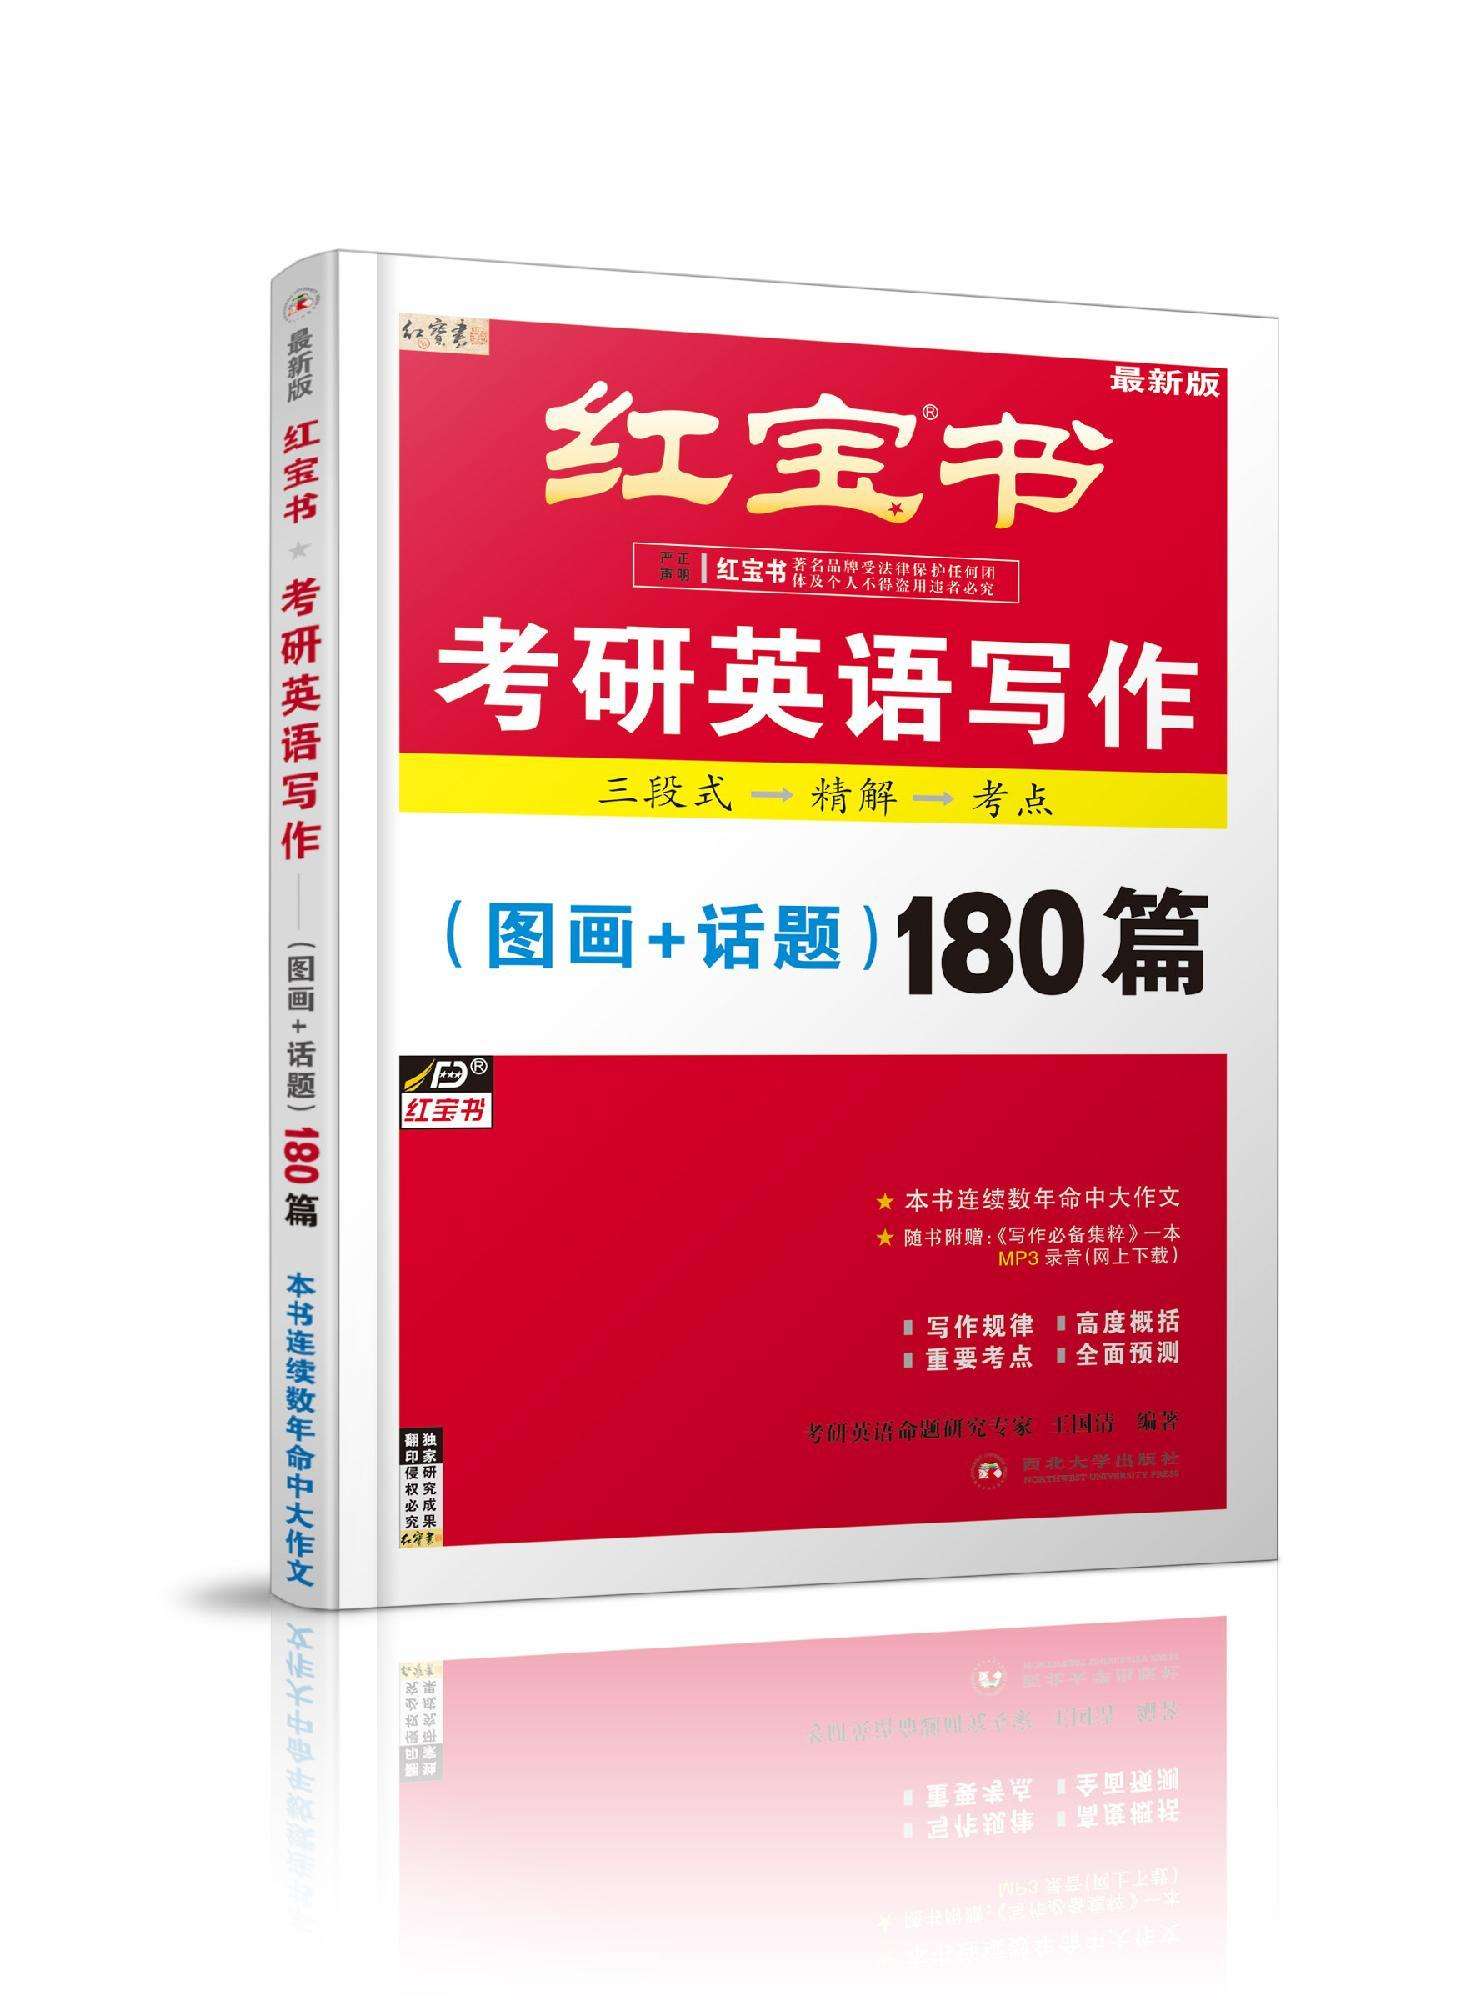 最新版
红宝书★考研英语写作——(图画+话题)180篇
本书连续数年命中大作文
红寶書
最新版
红宝书®
严正声明
红宝书
著名品牌受法律保护任何团
体及个人不得盗用违者必究
考研英语写作
三段式→精解→考点
(图画+话题)180篇
®
红宝书
★ 本书连续数年命中大作文
★ 随书附赠:《写作必备集粹》一本
MP3 录音(网上下载)
写作规律 高度概括
重要考点 全面预测
考研英语命题研究专家 王国清 编著
西北大学出版社
NORTHWEST UNIVERSITY PRESS
独家研究成果
翻印侵权必究
红寶書